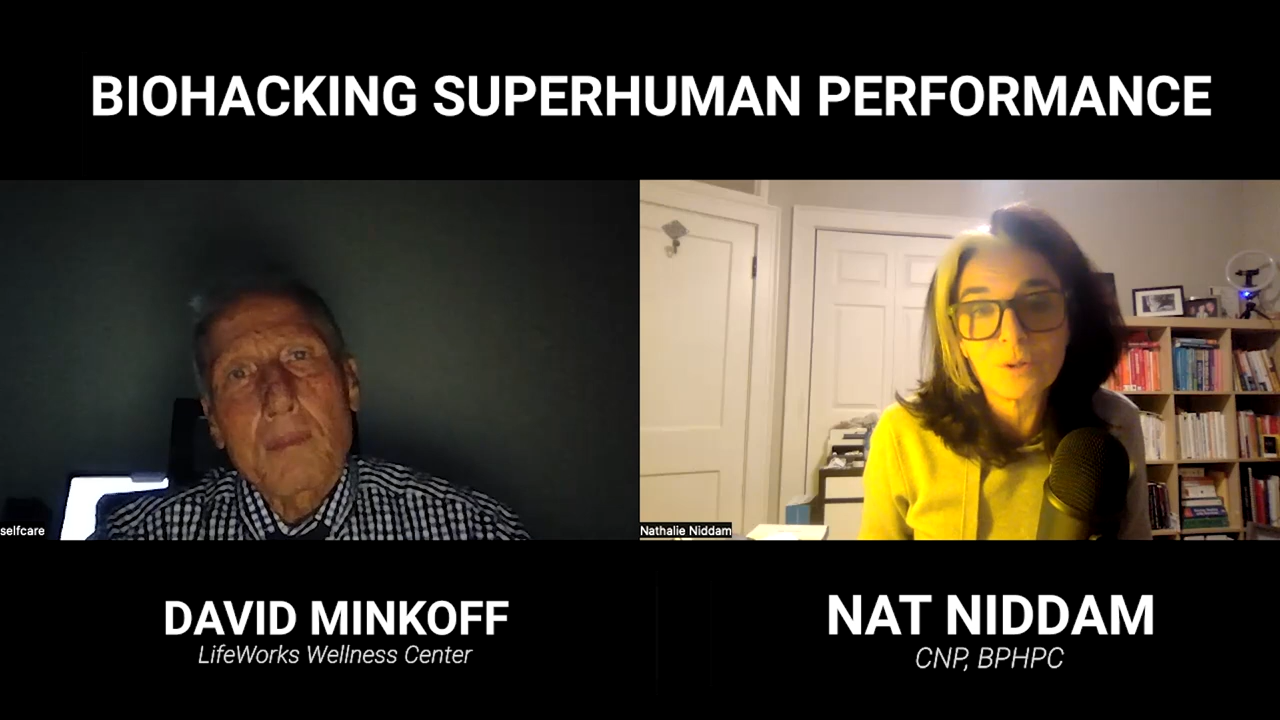 BIOHACKING SUPERHUMAN PERFORMANCE
selfcare
Nathalie Niddam
DAVID MINKOFF
LifeWorks Wellness Center
NAT NIDDAM
CNP, BPHPC